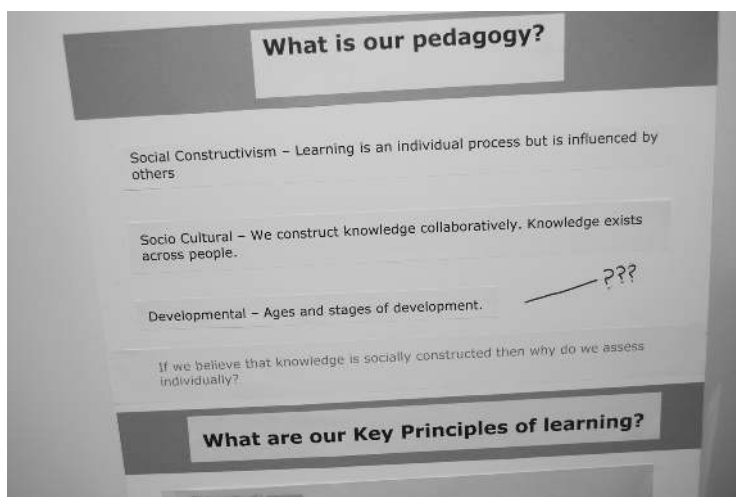 What is our pedagogy?
Social Constructivism – Learning is an individual process but is influenced by
others
Socio Cultural – We construct knowledge collaboratively. Knowledge exists
across people.
???
Developmental – Ages and stages of development.
If we believe that knowledge is socially constructed then why do we assess
individually?
What are our Key Principles of learning?